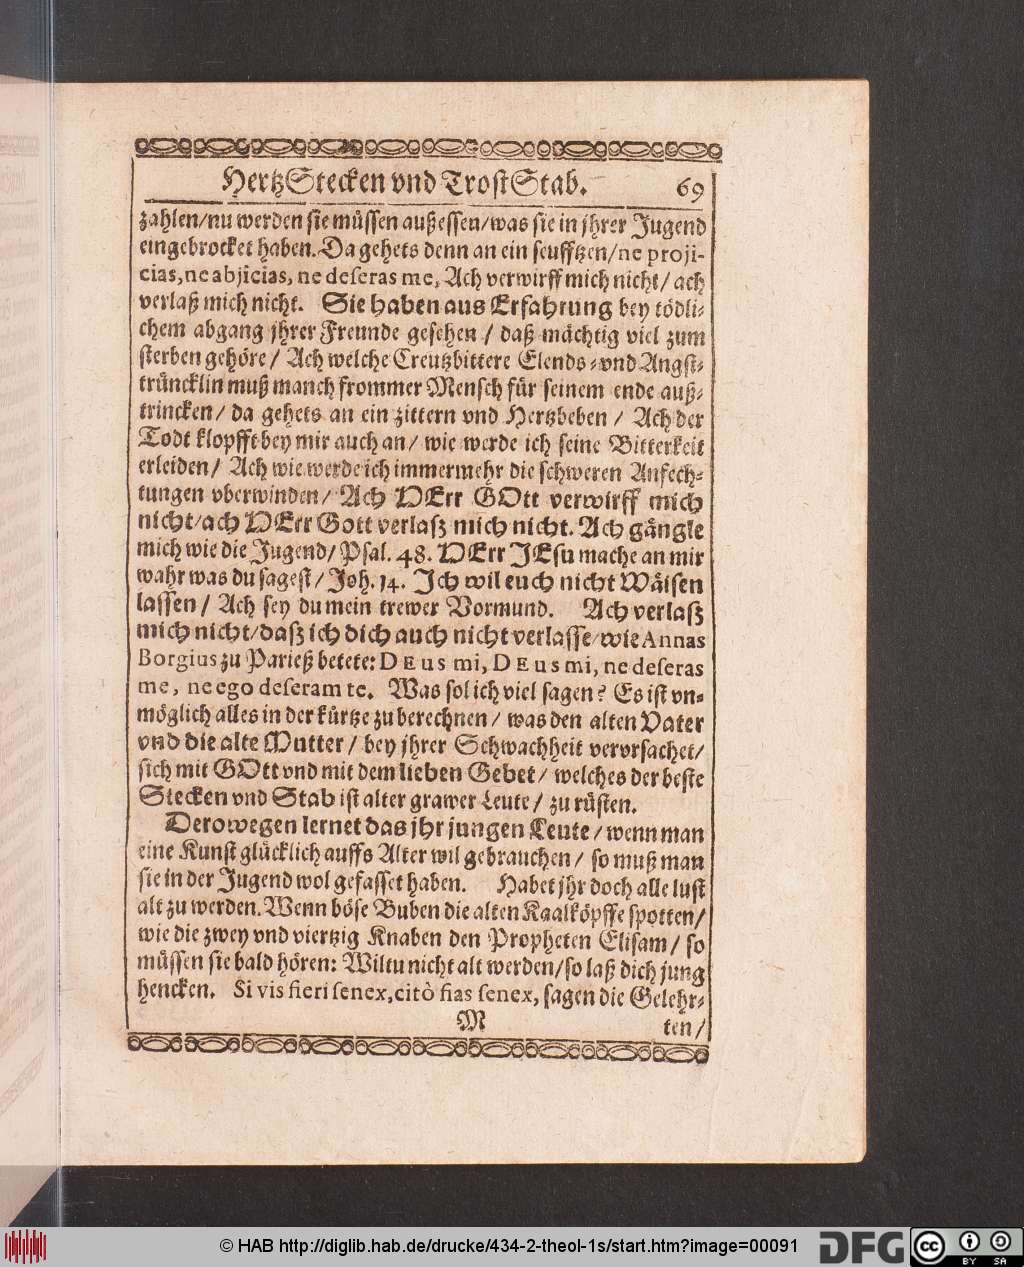 HertzStecken vnd TrostStab. 69
zahlen/nu werden sie müssen außessen/was sie in jhrer Jugend
eingebrocket haben. Da gehets denn an ein seufftzen/ne proji-
cias, ne abjicias, ne deseras me, Ach verwirff mich nicht/ ach
verlaß mich nicht. Sie haben aus Erfahrung bey tödli-
chem abgang jhrer Freunde gesehen / daß mächtig viel zum
sterben gehöre / Ach welche Creutzbittere Elends-vnd Angst-
trüncklin muß manch frommer Mensch für seinem ende auß-
trincken / da gehets an ein zittern vnd Hertzbeben / Ach der
Todt klopfft bey mir auch an/ wie werde ich seine Bitterkeit
erleiden/ Ach wie werde ich immermehr die schweren Anfech-
tungen vberwinden/ Ach HErr GOtt verwirff mich
nicht/ach HErr Gott verlaß mich nicht. Ach gängle
mich wie die Jugend/ Psal. 48. HErr JEsu mache an mir
wahr was du sagest / Joh. 14. Ich wil euch nicht Wäisen
lassen / Ach sey du mein trewer Vormund. Ach verlaß
mich nicht/daß ich dich auch nicht verlasse/wie Annas
Borgius zu Parieß betete: DEus mi, DEus mi, ne deseras
me, ne ego deseram te. Was sol ich viel sagen? Es ist vn-
möglich alles in der kürtze zu berechnen / was den alten Vater
vnd die alte Mutter / bey jhrer Schwachheit vervrsachet/
sich mit GOtt vnd mit dem lieben Gebet / welches der beste
Stecken vnd Stab ist alter grawer Leute / zu rüsten.
Derowegen lernet das jhr jungen Leute / wenn man
eine Kunst glücklich auffs Alter wil gebrauchen / so muß man
sie in der Jugend wol gefasset haben. Habet jhr doch alle lust
alt zu werden. Wenn böse Buben die alten Kaalköpffe spotten/
wie die zwey vnd viertzig Knaben den Propheten Elisam / so
müssen sie bald hören: Wiltu nicht alt werden/so laß dich jung
hencken. Si vis fieri senex, citò fias senex, sagen die Gelehr-
M ten /
© HAB http://diglib.hab.de/drucke/434-2-theol-1s/start.htm?image=00091
DFG
cc BY SA